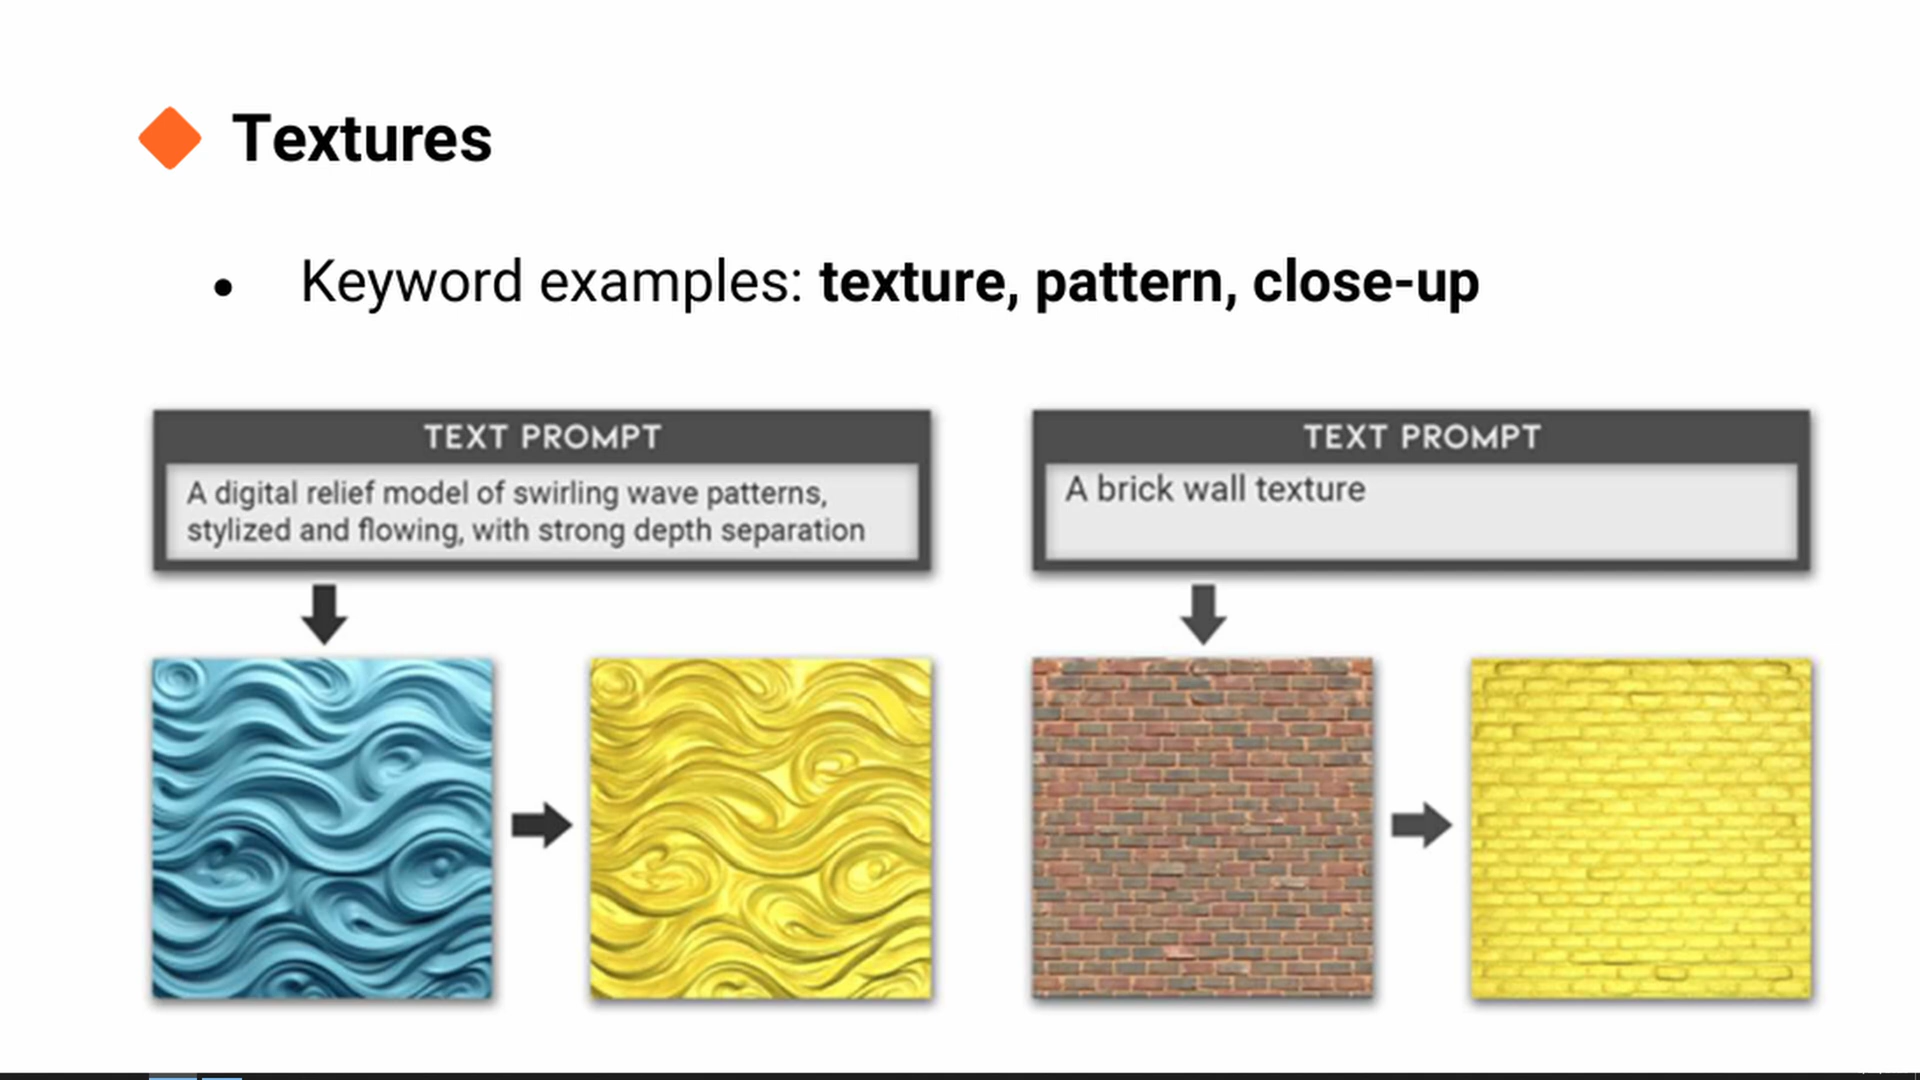 Textures
• Keyword examples: texture, pattern, close-up
TEXT PROMPT
A digital relief model of swirling wave patterns,
stylized and flowing, with strong depth separation
TEXT PROMPT
A brick wall texture